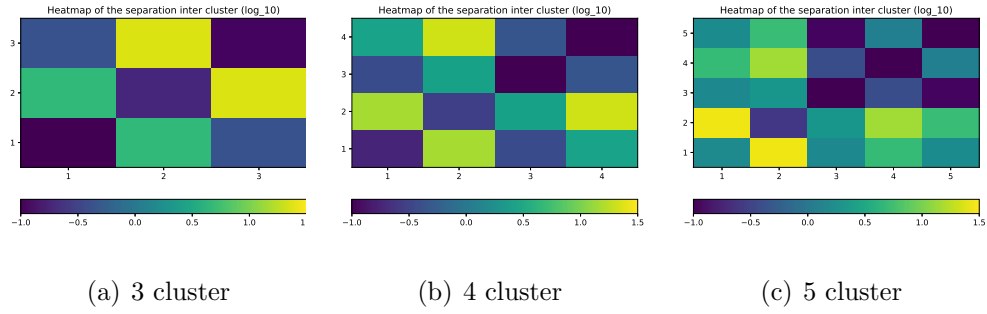 Heatmap of the separation inter cluster (log_10)
3
2
1
1 2 3
−1.0 −0.5 0.0 0.5 1.0 1
(a) 3 cluster
Heatmap of the separation inter cluster (log_10)
4
3
2
1
1 2 3 4
−1.0 −0.5 0.0 0.5 1.0 1.5
(b) 4 cluster
Heatmap of the separation inter cluster (log_10)
5
4
3
2
1
1 2 3 4 5
−1.0 −0.5 0.0 0.5 1.0 1.5
(c) 5 cluster